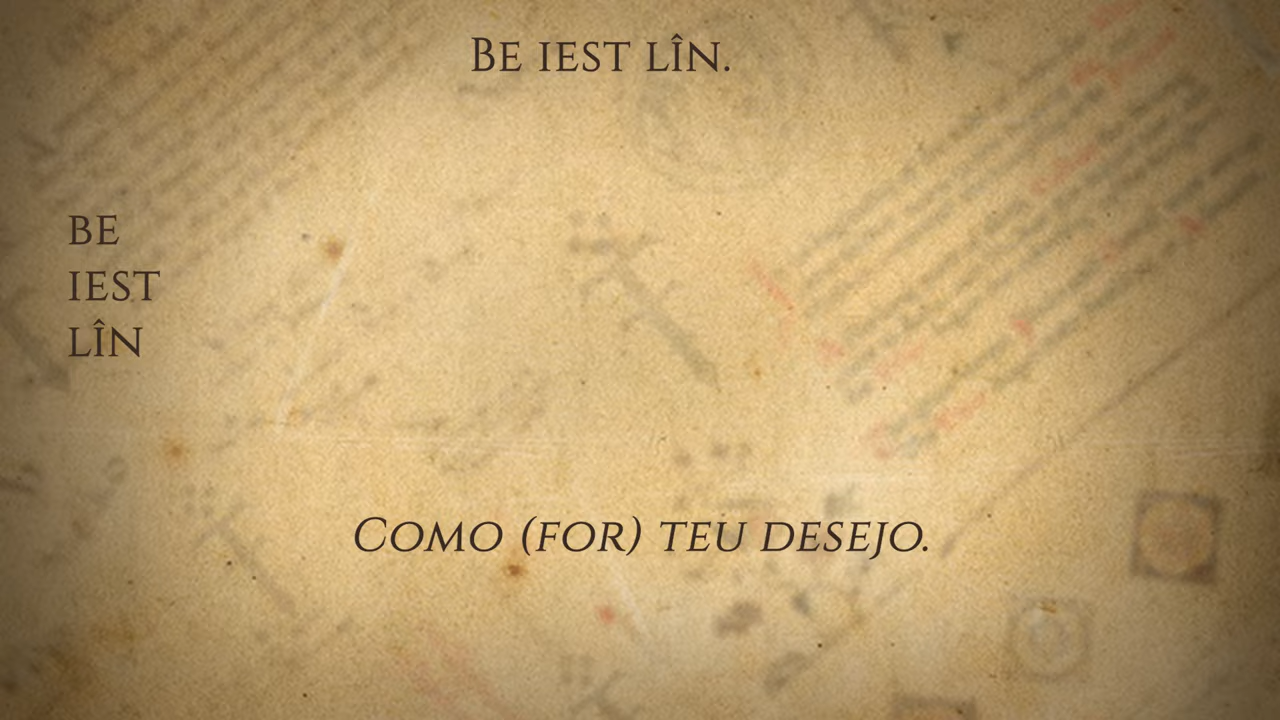 Be iest lîn.
be
iest
lîn
Como (for) teu desejo.